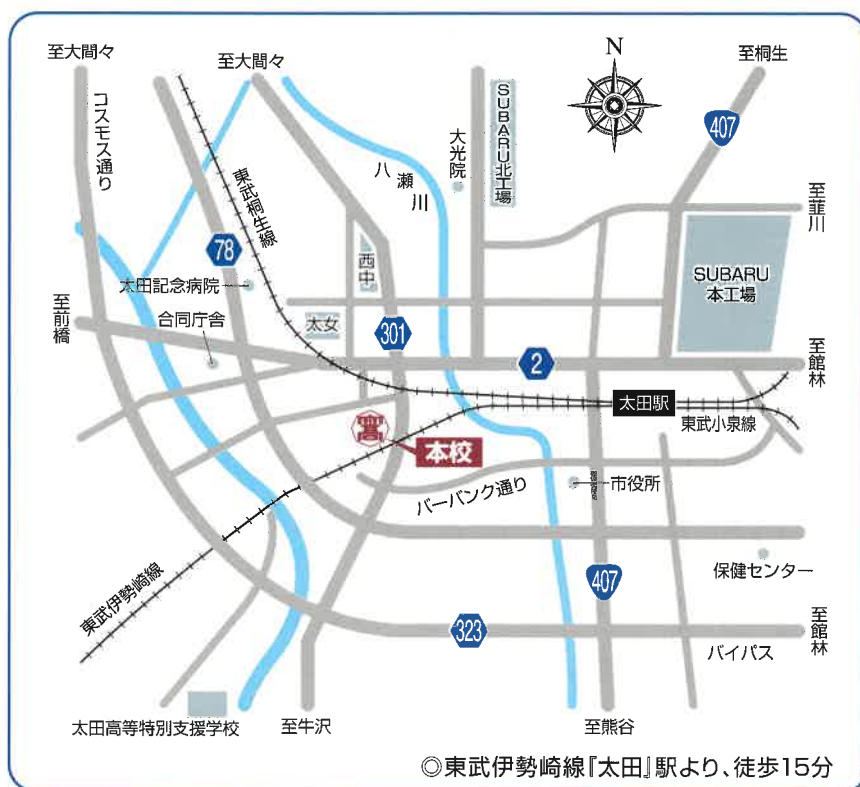 至大間々
至大間々
N
至桐生
コスモス通り
東武桐生線
八瀬川
大光院
SUBARU北工場
407
至韮川
78
西中
SUBARU
本工場
太田記念病院
至前橋
合同庁舎
太女
301
2
至館林
太田駅
東武小泉線
高
本校
バーバンク通り
市役所
東武伊勢崎線
407
保健センター
323
バイパス
至館林
太田高等特別支援学校
至牛沢
至熊谷
◎東武伊勢崎線『太田』駅より、徒歩15分